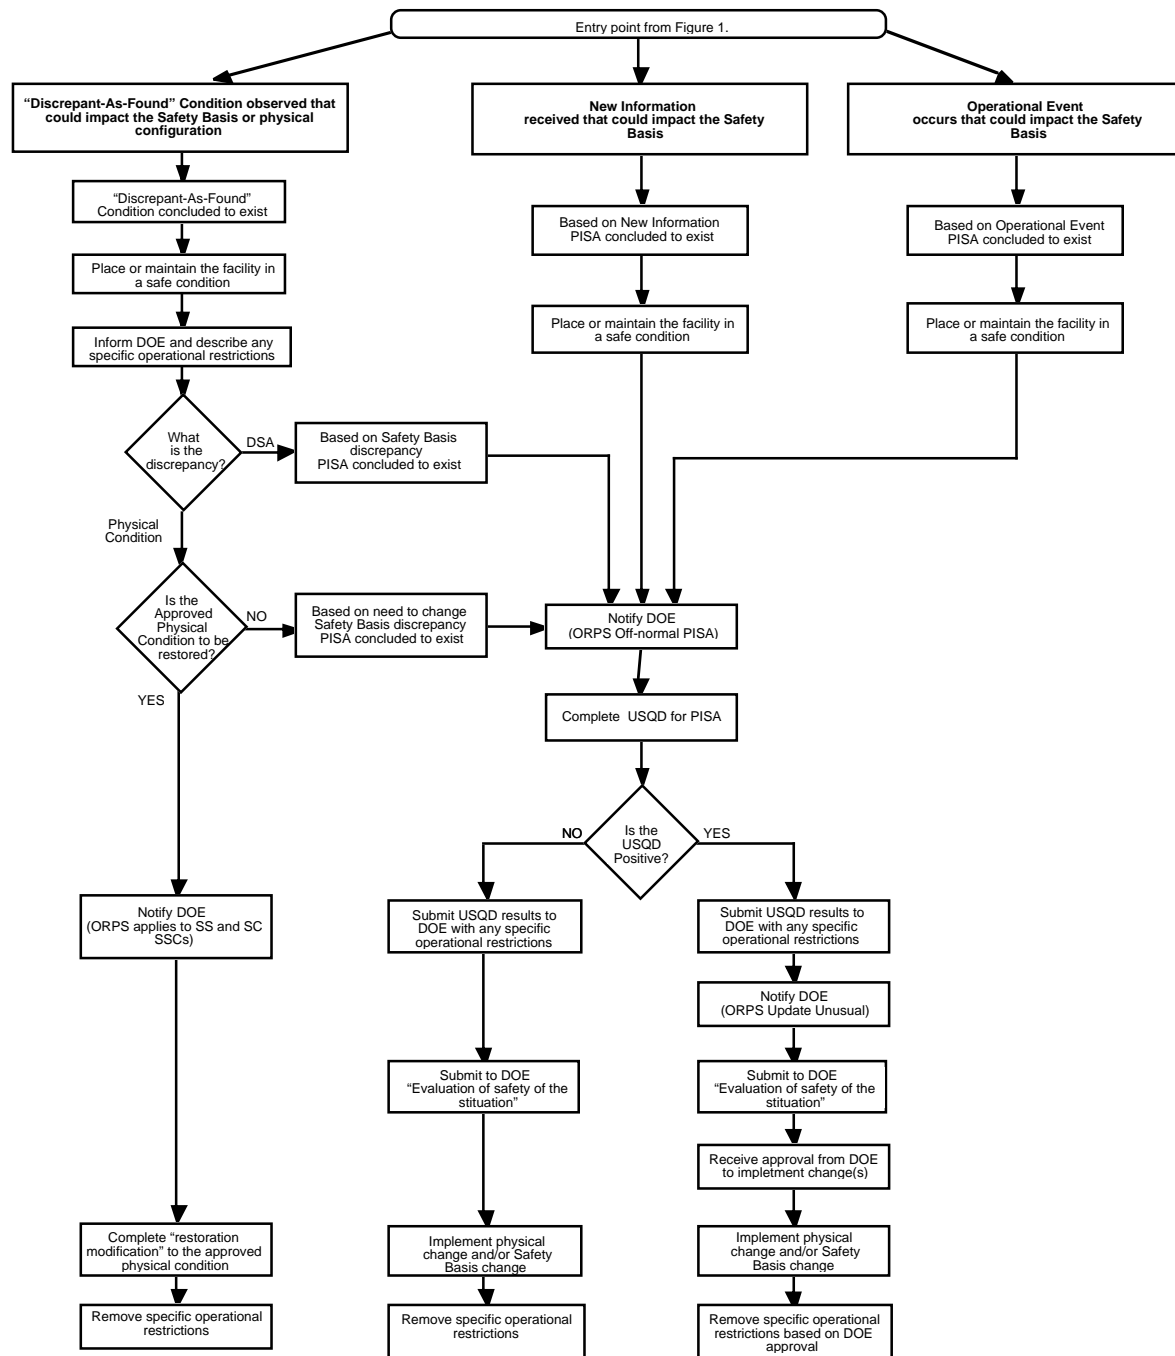 Entry point from Figure 1.
“Discrepant-As-Found” Condition observed that
could impact the Safety Basis or physical
configuration
New Information
received that could impact the Safety
Basis
Operational Event
occurs that could impact the Safety
Basis
“Discrepant-As-Found”
Condition concluded to exist
Based on New Information
PISA concluded to exist
Based on Operational Event
PISA concluded to exist
Place or maintain the facility in
a safe condition
Place or maintain the facility in
a safe condition
Place or maintain the facility in
a safe condition
Inform DOE and describe any
specific operational restrictions
What
is the
discrepancy?
DSA
Based on Safety Basis
discrepancy
PISA concluded to exist
Physical
Condition
Is the
Approved
Physical
Condition to be
restored?
NO
Based on need to change
Safety Basis discrepancy
PISA concluded to exist
Notify DOE
(ORPS Off-normal PISA)
YES
Complete USQD for PISA
Is the
USQD
Positive?
NO
YES
Notify DOE
(ORPS applies to SS and SC
SSCs)
Submit USQD results to
DOE with any specific
operational restrictions
Submit USQD results to
DOE with any specific
operational restrictions
Notify DOE
(ORPS Update Unusual)
Submit to DOE
“Evaluation of safety of the
stituation”
Submit to DOE
“Evaluation of safety of the
stituation”
Receive approval from DOE
to impletment change(s)
Complete “restoration
modification” to the approved
physical condition
Implement physical
change and/or Safety
Basis change
Implement physical
change and/or Safety
Basis change
Remove specific operational
restrictions
Remove specific operational
restrictions
Remove specific operational
restrictions based on DOE
approval